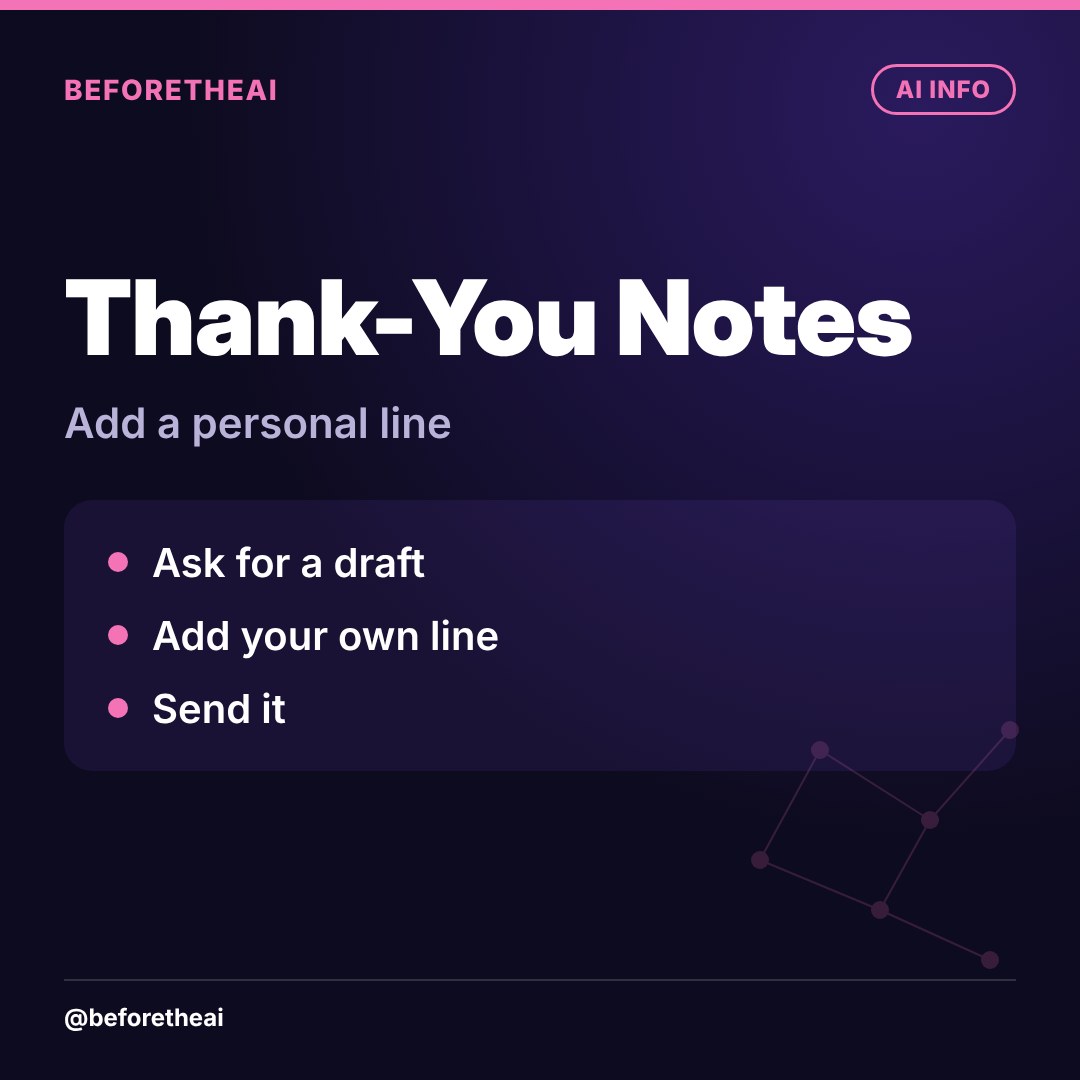 BEFORETHEAI
AI INFO
Thank-You Notes
Add a personal line
Ask for a draft
Add your own line
Send it
@beforetheai